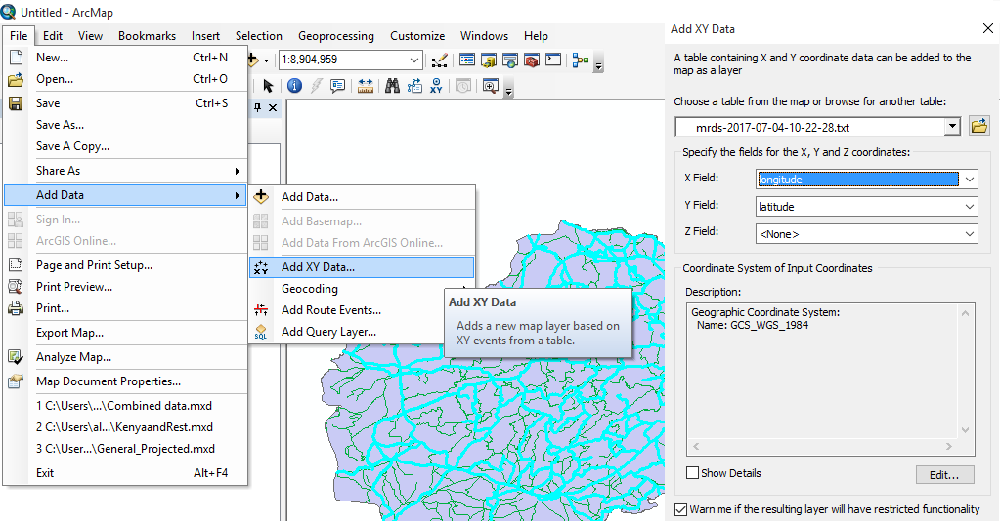 Untitled - ArcMap
File Edit View Bookmarks Insert Selection Geoprocessing Customize Windows Help
New... Ctrl+N
Open... Ctrl+O
Save Ctrl+S
Save As...
Save A Copy...
Share As
Add Data
Sign In...
ArcGIS Online...
Page and Print Setup...
Print Preview...
Print...
Export Map...
Analyze Map...
Map Document Properties...
1 C:\Users\...\Combined data.mxd
2 C:\Users\al...\KenyaandRest.mxd
3 C:\User...\General_Projected.mxd
Exit Alt+F4
1:8,904,959
XY
Add Data...
Add Basemap...
Add Data From ArcGIS Online...
Add XY Data...
Geocoding
Add Route Events...
SQL
Add Query Layer...
Add XY Data
Adds a new map layer based on
XY events from a table.
Add XY Data
A table containing X and Y coordinate data can be added to the
map as a layer
Choose a table from the map or browse for another table:
mrds-2017-07-04-10-22-28.txt
Specify the fields for the X, Y and Z coordinates:
X Field: longitude
Y Field: latitude
Z Field: <None>
Coordinate System of Input Coordinates
Description:
Geographic Coordinate System:
Name: GCS_WGS_1984
Show Details
Edit...
Warn me if the resulting layer will have restricted functionality